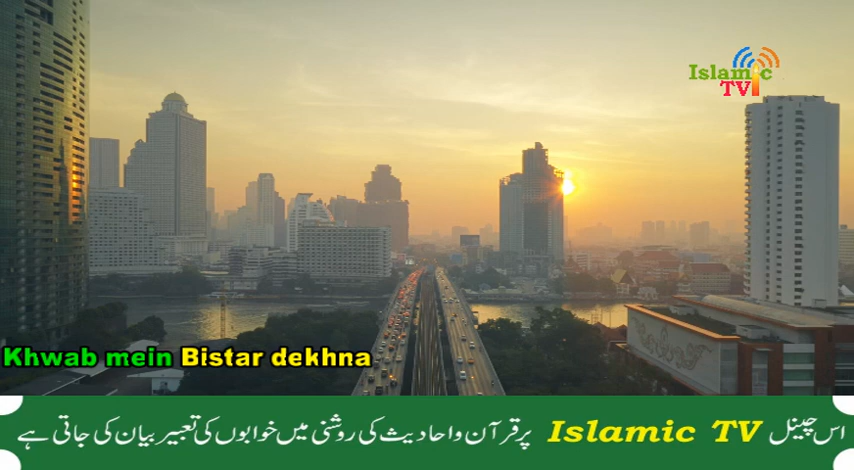 Islamic
TV
Khwab mein Bistar dekhna
اس چینل Islamic TV پر قرآن و احادیث کی روشنی میں خوابوں کی تعبیر بیان کی جاتی ہے